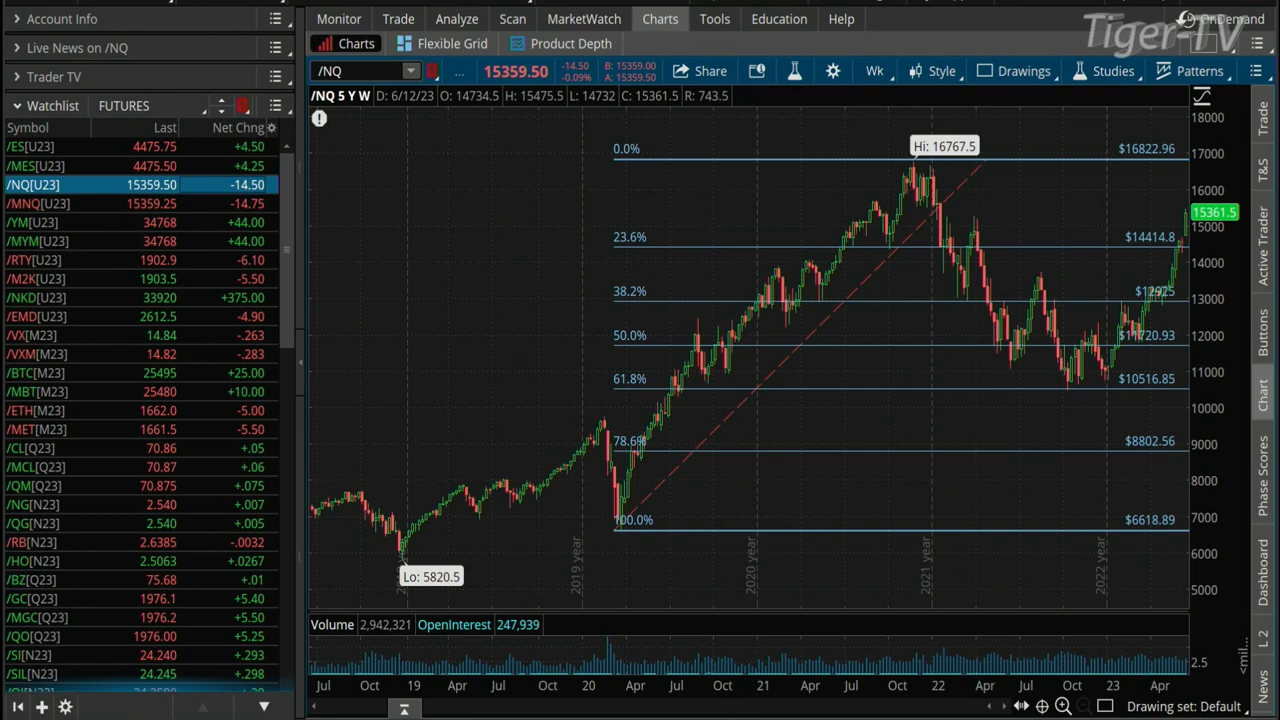 Account Info
Live News on /NQ
Trader TV
Watchlist FUTURES
Symbol Last Net Chng
/ES[U23] 4475.75 +4.50
/MES[U23] 4475.50 +4.25
/NQ[U23] 15359.50 -14.50
/MNQ[U23] 15359.25 -14.75
/YM[U23] 34768 +44.00
/MYM[U23] 34768 +44.00
/RTY[U23] 1902.9 -6.10
/M2K[U23] 1903.5 -5.50
/NKD[U23] 33920 +375.00
/EMD[U23] 2612.5 -4.90
/VX[M23] 14.84 -.263
/VXM[M23] 14.82 -.283
/BTC[M23] 25495 +25.00
/MBT[M23] 25480 +10.00
/ETH[M23] 1662.0 -5.00
/MET[M23] 1661.5 -5.50
/CL[Q23] 70.86 +.05
/MCL[Q23] 70.87 +.06
/QM[Q23] 70.875 +.075
/NG[N23] 2.540 +.007
/QG[N23] 2.540 +.005
/RB[N23] 2.6385 -.0032
/HO[N23] 2.5063 +.0267
/BZ[Q23] 75.68 +.01
/GC[Q23] 1976.1 +5.40
/MGC[Q23] 1976.2 +5.50
/QO[Q23] 1976.00 +5.25
/SI[N23] 24.240 +.293
/SIL[N23] 24.245 +.298
Monitor Trade Analyze Scan MarketWatch Charts Tools Education Help
OnDemand
Tiger-TV
Charts Flexible Grid Product Depth
/NQ ... 15359.50 -14.50 -0.09% B: 15359.00 A: 15359.50 Share Wk Style Drawings Studies Patterns
/NQ 5 Y W D: 6/12/23 O: 14734.5 H: 15475.5 L: 14732 C: 15361.5 R: 743.5
18000
17000
16000
15361.5
15000
14000
13000
12000
11000
10000
9000
8000
7000
6000
5000
Hi: 16767.5
0.0% $16822.96
23.6% $14414.8
38.2% $12925
50.0% $11720.93
61.8% $10516.85
78.6% $8802.56
100.0% $6618.89
Lo: 5820.5
2019 year
2020 year
2021 year
2022 year
Volume 2,942,321 OpenInterest 247,939
2.5
<mil...
Jul Oct 19 Apr Jul Oct 20 Apr Jul Oct 21 Apr Jul Oct 22 Apr Jul Oct 23 Apr
Drawing set: Default
Trade
T&S
Active Trader
Buttons
Chart
Phase Scores
Dashboard
L 2
News